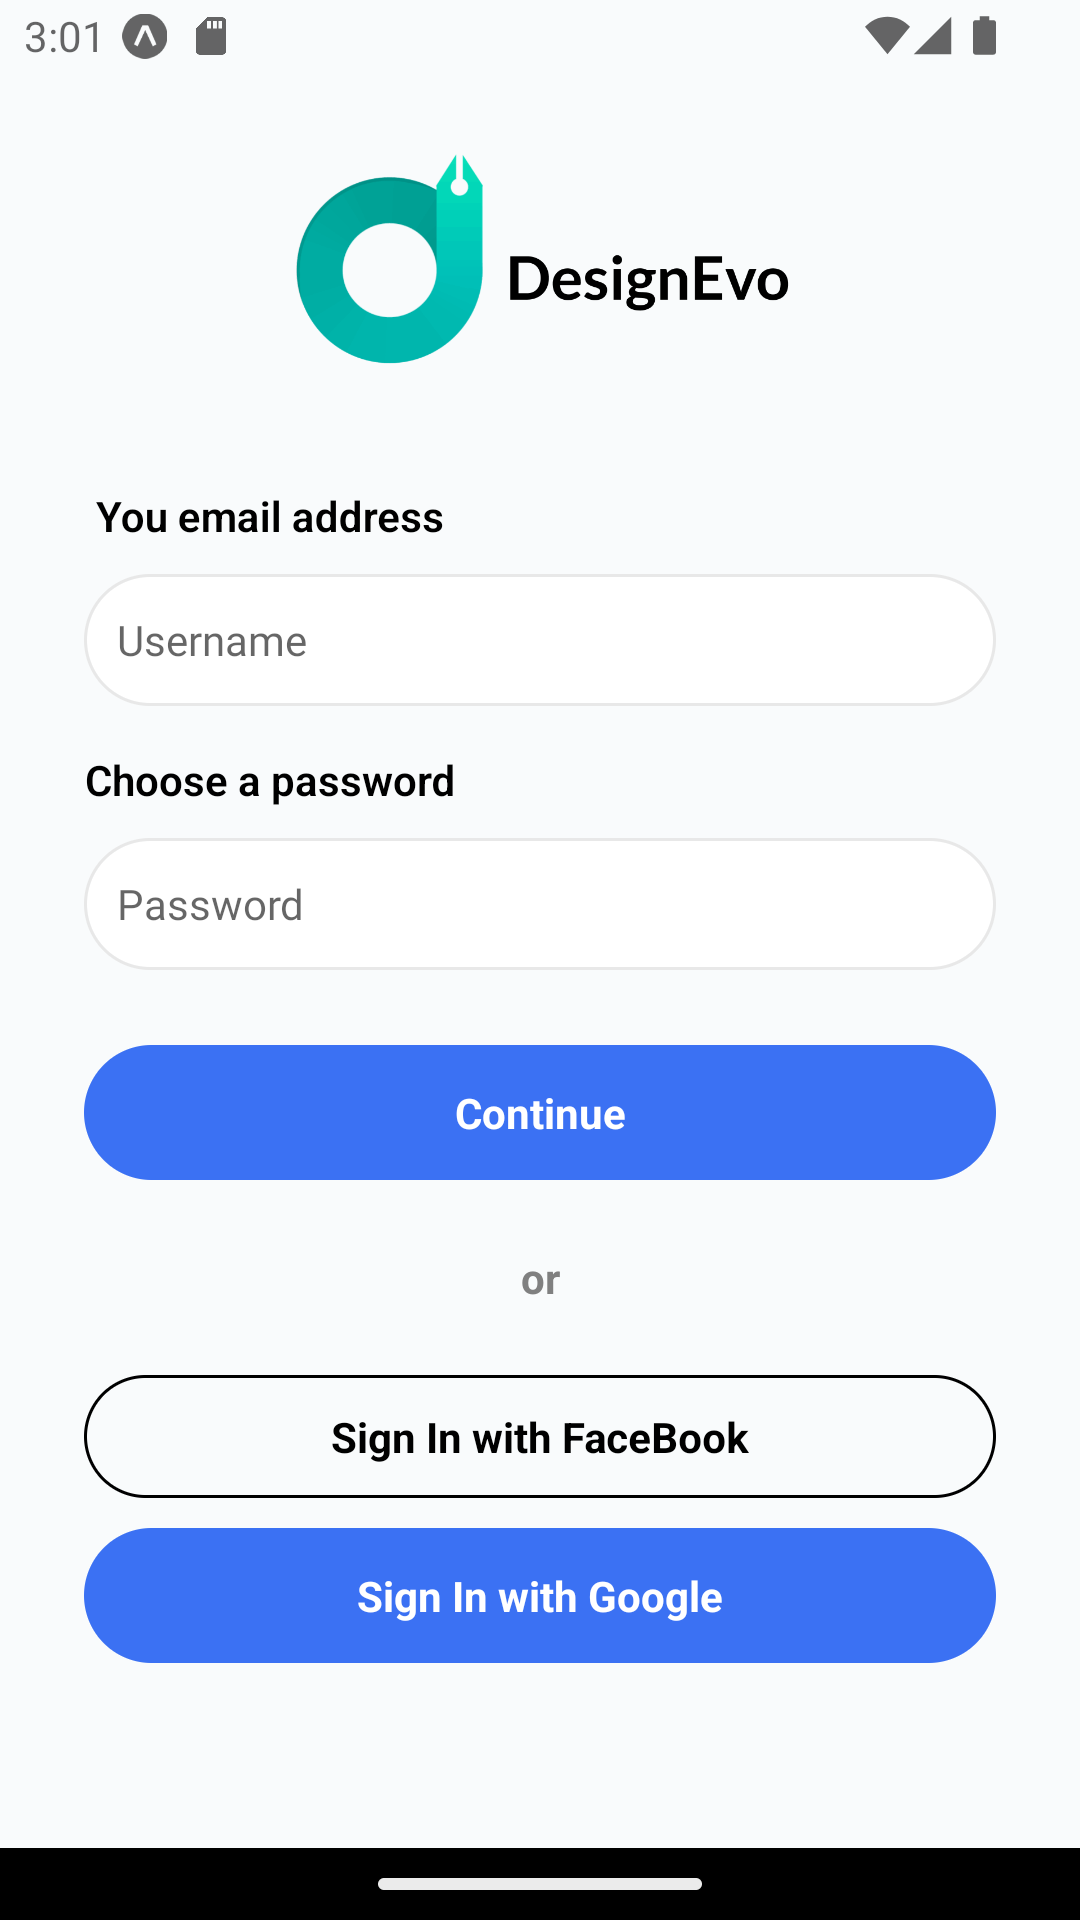 3:01
DesignEvo
You email address
Username
Choose a password
Password
Continue
or
Sign In with FaceBook
Sign In with Google